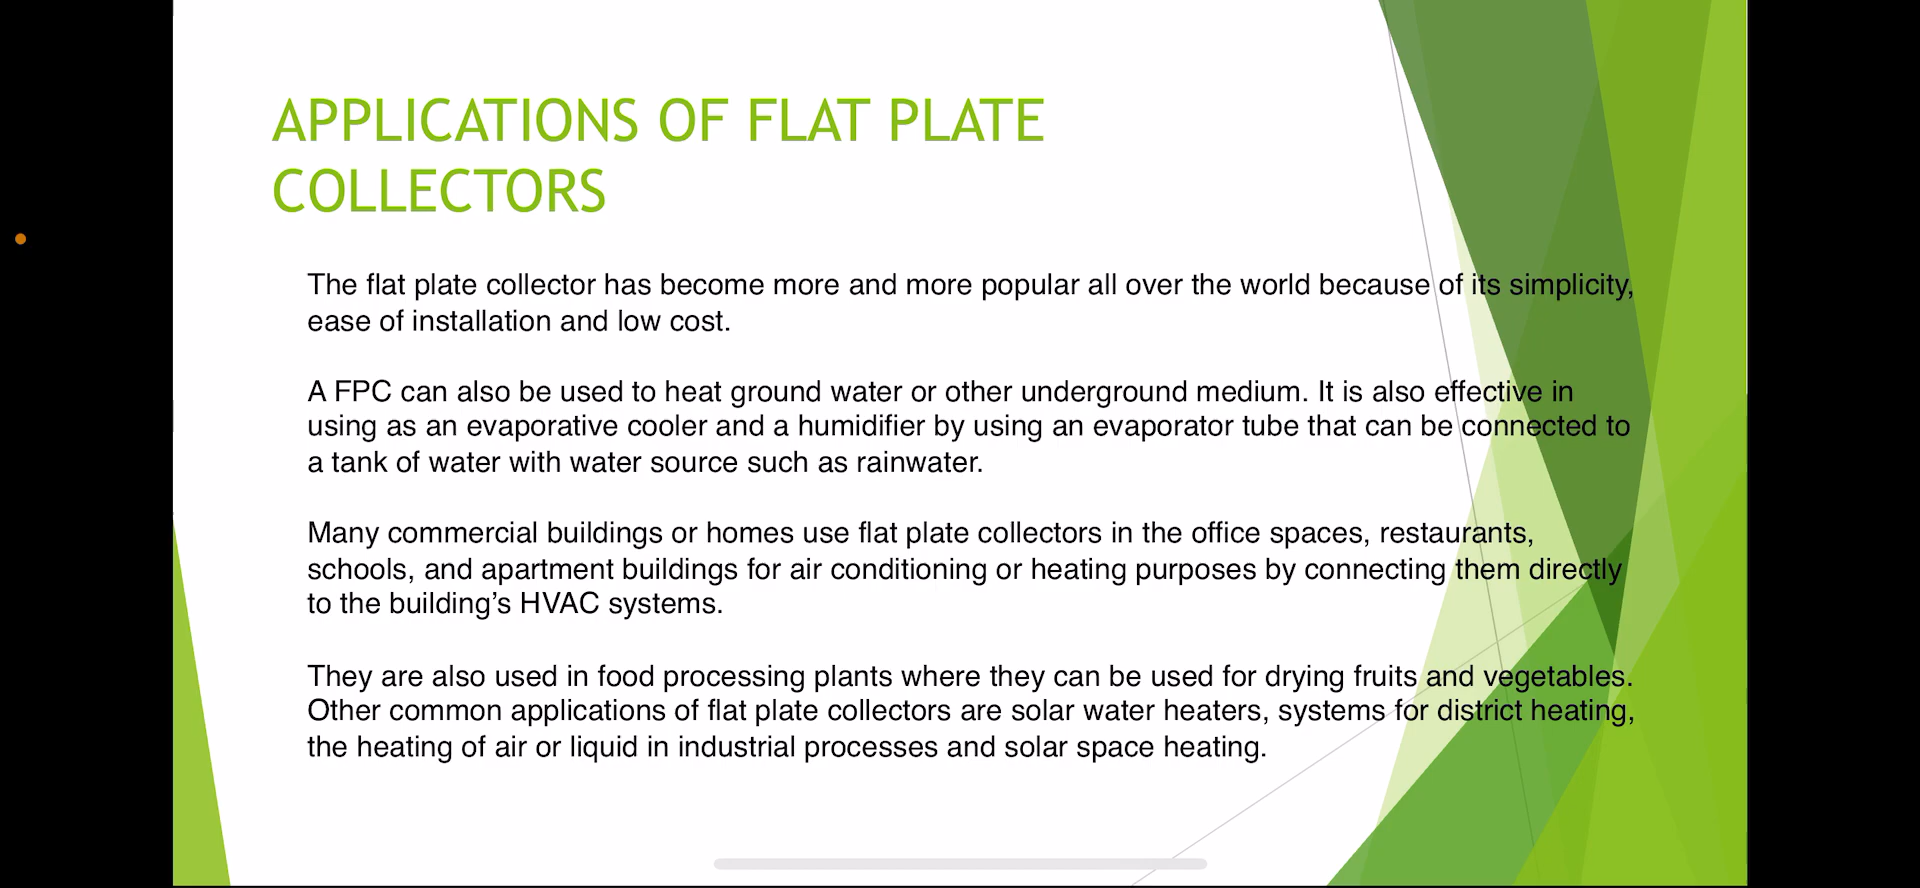 APPLICATIONS OF FLAT PLATE
COLLECTORS
The flat plate collector has become more and more popular all over the world because of its simplicity,
ease of installation and low cost.
A FPC can also be used to heat ground water or other underground medium. It is also effective in
using as an evaporative cooler and a humidifier by using an evaporator tube that can be connected to
a tank of water with water source such as rainwater.
Many commercial buildings or homes use flat plate collectors in the office spaces, restaurants,
schools, and apartment buildings for air conditioning or heating purposes by connecting them directly
to the building’s HVAC systems.
They are also used in food processing plants where they can be used for drying fruits and vegetables.
Other common applications of flat plate collectors are solar water heaters, systems for district heating,
the heating of air or liquid in industrial processes and solar space heating.